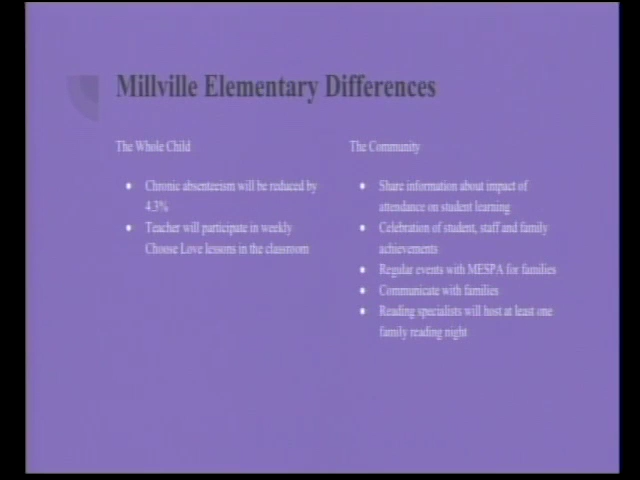 Millville Elementary Differences
The Whole Child
● Chronic absenteeism will be reduced by
4.3%
● Teacher will participate in weekly
Choose Love lessons in the classroom
The Community
● Share information about impact of
attendance on student learning
● Celebration of student, staff and family
achievements
● Regular events with MESPA for families
● Communicate with families
● Reading specialists will host at least one
family reading night